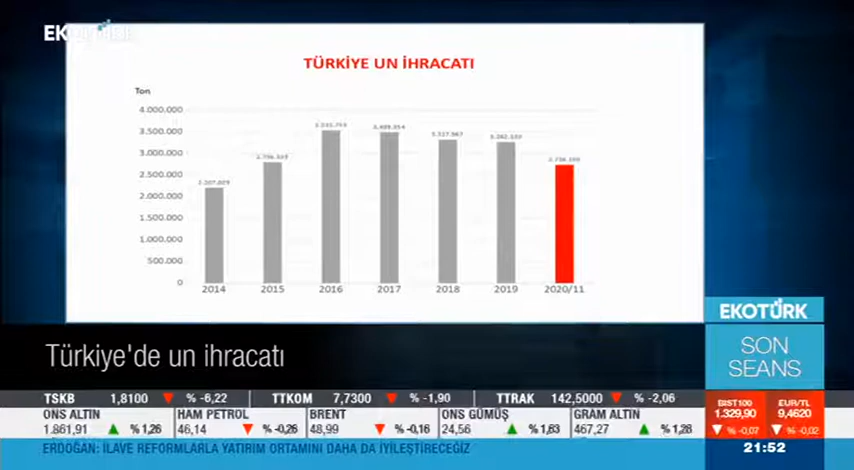 TÜRKİYE UN İHRACATI
Ton
4.000.000
3.500.000
3.000.000
2.500.000
2.000.000
1.500.000
1.000.000
500.000
0
2014 2015 2016 2017 2018 2019 2020/11
EKOTÜRK
SON
SEANS
Türkiye'de un ihracatı
TSKB 1,8100 % -6,22 TTKOM 7,7300 % -1,90 TTRAK 142,5000 % -2,06
BIST100 EUR/TL
1.329,90 9,4620
% -0,07 % -0,02
ONS ALTIN HAM PETROL BRENT ONS GÜMÜŞ GRAM ALTIN
1.861,91 % 1,26 46,14 % -0,26 48,99 % -0,16 24,56 % 1,63 467,27 % 1,28
ERDOĞAN: İLAVE REFORMLARLA YATIRIM ORTAMINI DAHA DA İYİLEŞTİRECEĞİZ
21:52